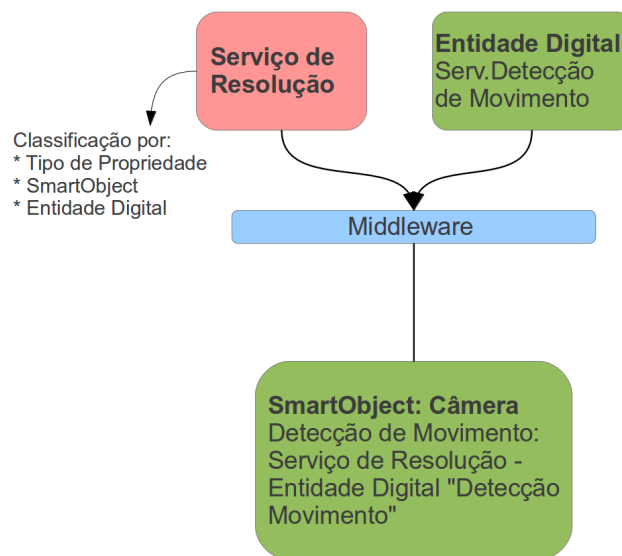 Serviço de
Resolução
Entidade Digital
Serv.Detecção
de Movimento
Classificação por:
* Tipo de Propriedade
* SmartObject
* Entidade Digital
Middleware
SmartObject: Câmera
Detecção de Movimento:
Serviço de Resolução -
Entidade Digital "Detecção
Movimento"